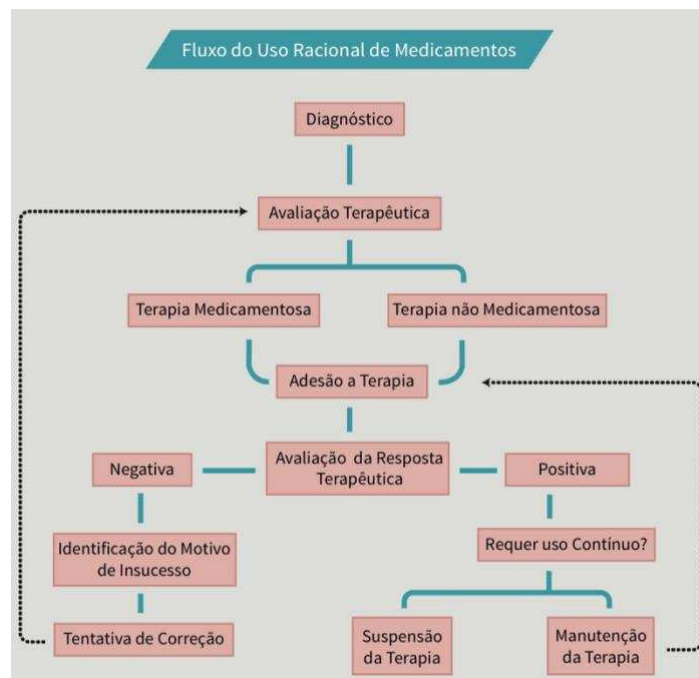 Fluxo do Uso Racional de Medicamentos
Diagnóstico
Avaliação Terapêutica
Terapia Medicamentosa
Terapia não Medicamentosa
Adesão a Terapia
Negativa
Avaliação da Resposta
Terapêutica
Positiva
Identificação do Motivo
de Insucesso
Requer uso Contínuo?
Tentativa de Correção
Suspensão
da Terapia
Manutenção
da Terapia